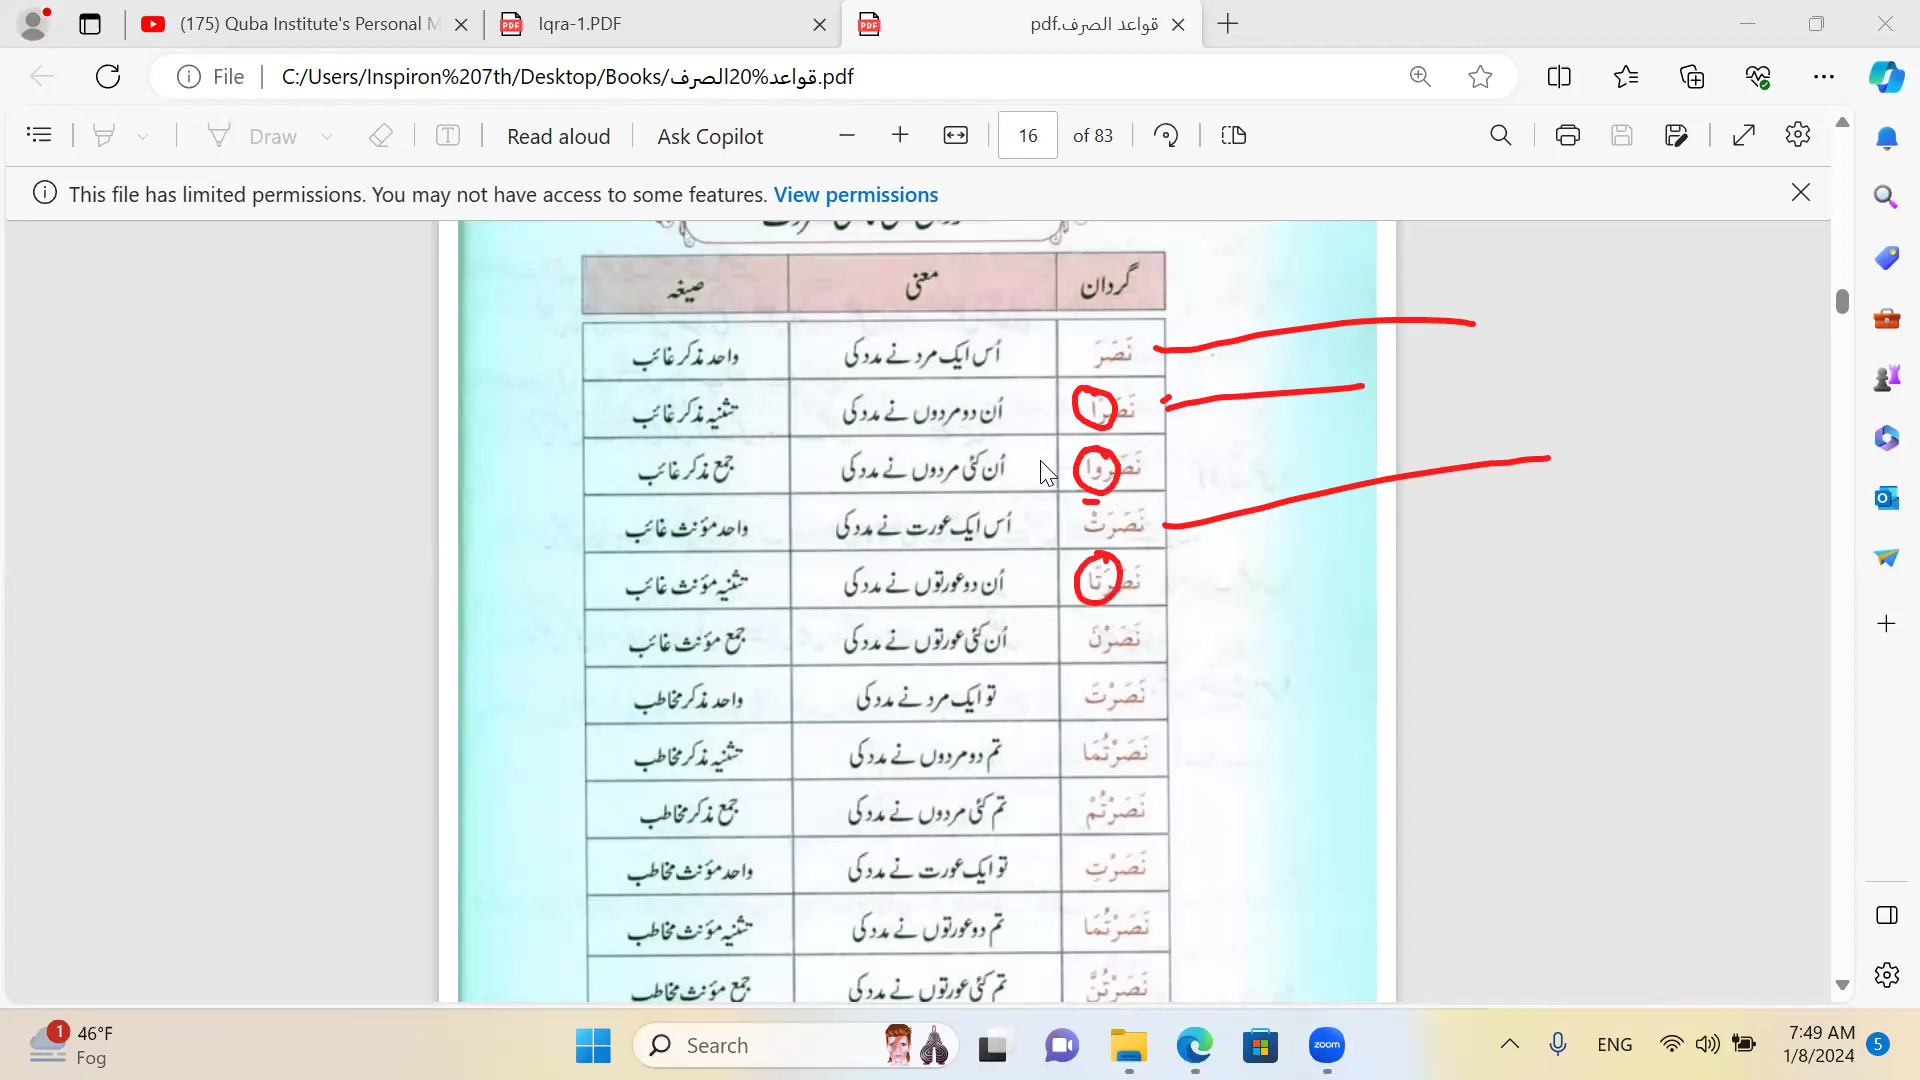 (175) Quba Institute's Personal M
Iqra-1.PDF
قواعد الصرف.pdf
File
C:/Users/Inspiron%207th/Desktop/Books/قواعد%20الصرف.pdf
Draw
Read aloud
Ask Copilot
16
of 83
This file has limited permissions. You may not have access to some features. View permissions
گردان معنی صیغہ
نَصَرَ اُس ایک مرد نے مدد کی واحد مذکر غائب
نَصَرَا اُن دو مردوں نے مدد کی تثنیہ مذکر غائب
نَصَرُوا اُن کئی مردوں نے مدد کی جمع مذکر غائب
نَصَرَتْ اُس ایک عورت نے مدد کی واحد مؤنث غائب
نَصَرَتَا اُن دو عورتوں نے مدد کی تثنیہ مؤنث غائب
نَصَرْنَ اُن کئی عورتوں نے مدد کی جمع مؤنث غائب
نَصَرْتَ تو ایک مرد نے مدد کی واحد مذکر مخاطب
نَصَرْتُمَا تم دو مردوں نے مدد کی تثنیہ مذکر مخاطب
نَصَرْتُمْ تم کئی مردوں نے مدد کی جمع مذکر مخاطب
نَصَرْتِ تو ایک عورت نے مدد کی واحد مؤنث مخاطب
نَصَرْتُمَا تم دو عورتوں نے مدد کی تثنیہ مؤنث مخاطب
نَصَرْتُنَّ تم کئی عورتوں نے مدد کی جمع مؤنث مخاطب
1
46°F
Fog
Search
zoom
ENG
7:49 AM
1/8/2024
5